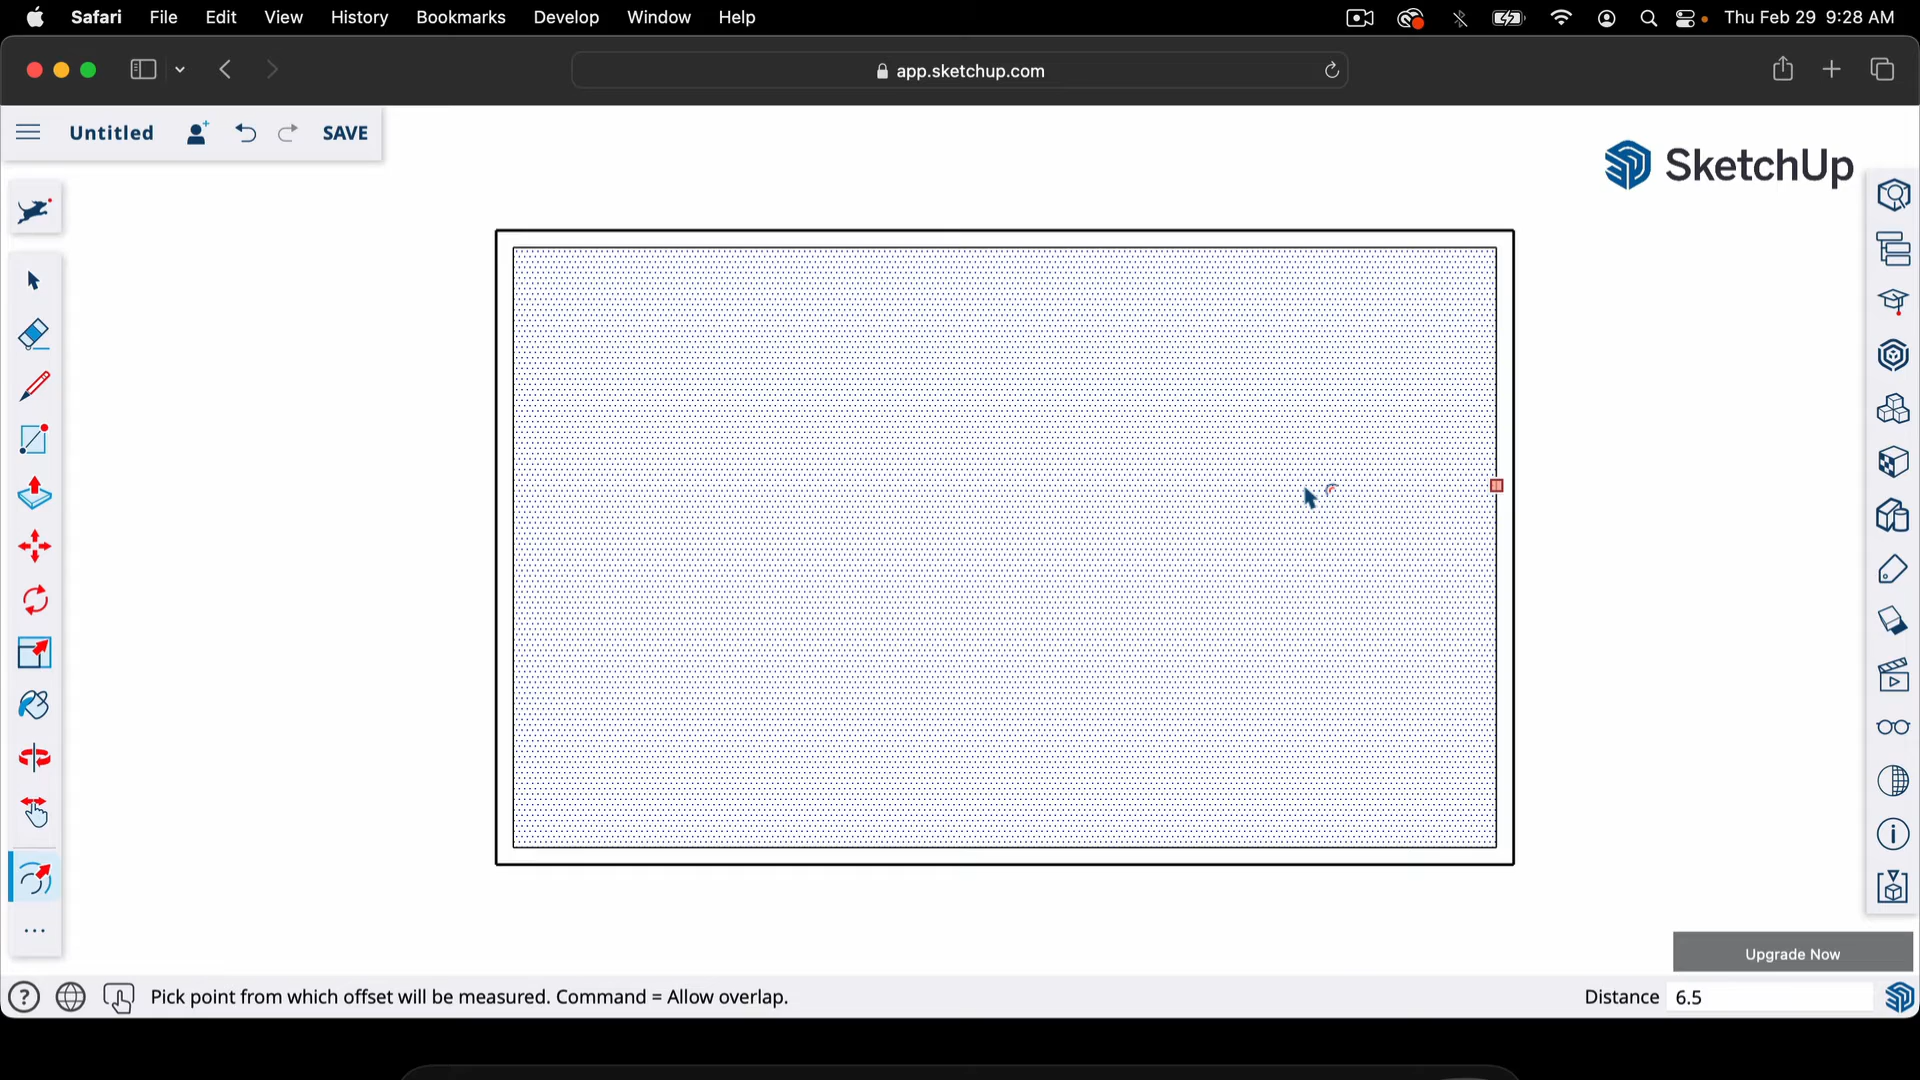 Safari File Edit View History Bookmarks Develop Window Help Thu Feb 29 9:28 AM
app.sketchup.com
Untitled SAVE
SketchUp
Upgrade Now
Pick point from which offset will be measured. Command = Allow overlap. Distance 6.5